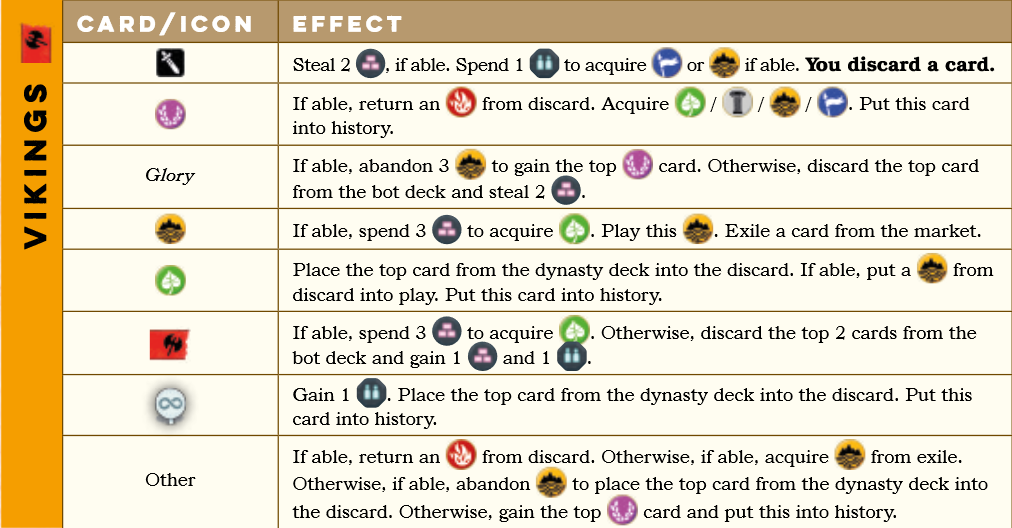 VIKINGS
CARD/ICON EFFECT
Steal 2 , if able. Spend 1 to acquire or if able. You discard a card.
If able, return an from discard. Acquire / / / . Put this card
into history.
Glory
If able, abandon 3 to gain the top card. Otherwise, discard the top card
from the bot deck and steal 2 .
If able, spend 3 to acquire . Play this . Exile a card from the market.
Place the top card from the dynasty deck into the discard. If able, put a from
discard into play. Put this card into history.
If able, spend 3 to acquire . Otherwise, discard the top 2 cards from the
bot deck and gain 1 and 1 .
Gain 1 . Place the top card from the dynasty deck into the discard. Put this
card into history.
Other
If able, return an from discard. Otherwise, if able, acquire from exile.
Otherwise, if able, abandon to place the top card from the dynasty deck into
the discard. Otherwise, gain the top card and put this into history.